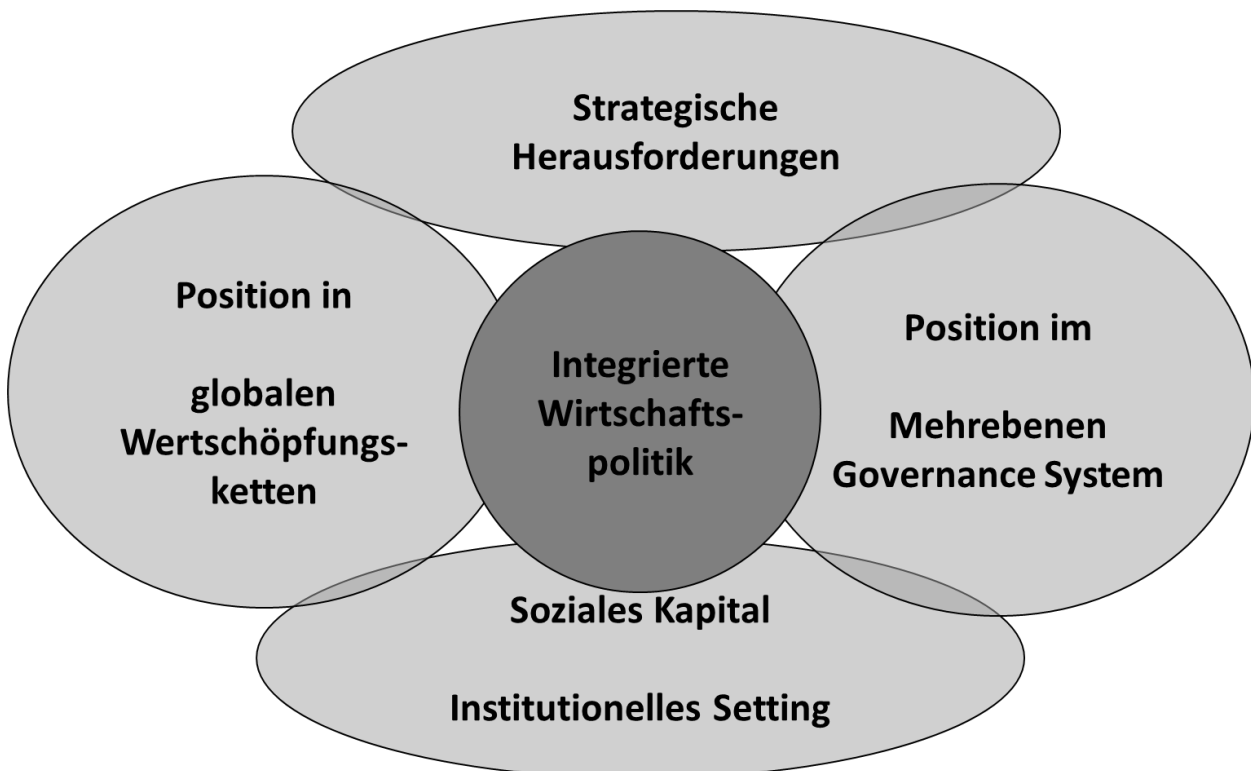 Strategische
Herausforderungen
Position in
globalen
Wertschöpfungs-
ketten
Integrierte
Wirtschafts-
politik
Position im
Mehrebenen
Governance System
Soziales Kapital
Institutionelles Setting